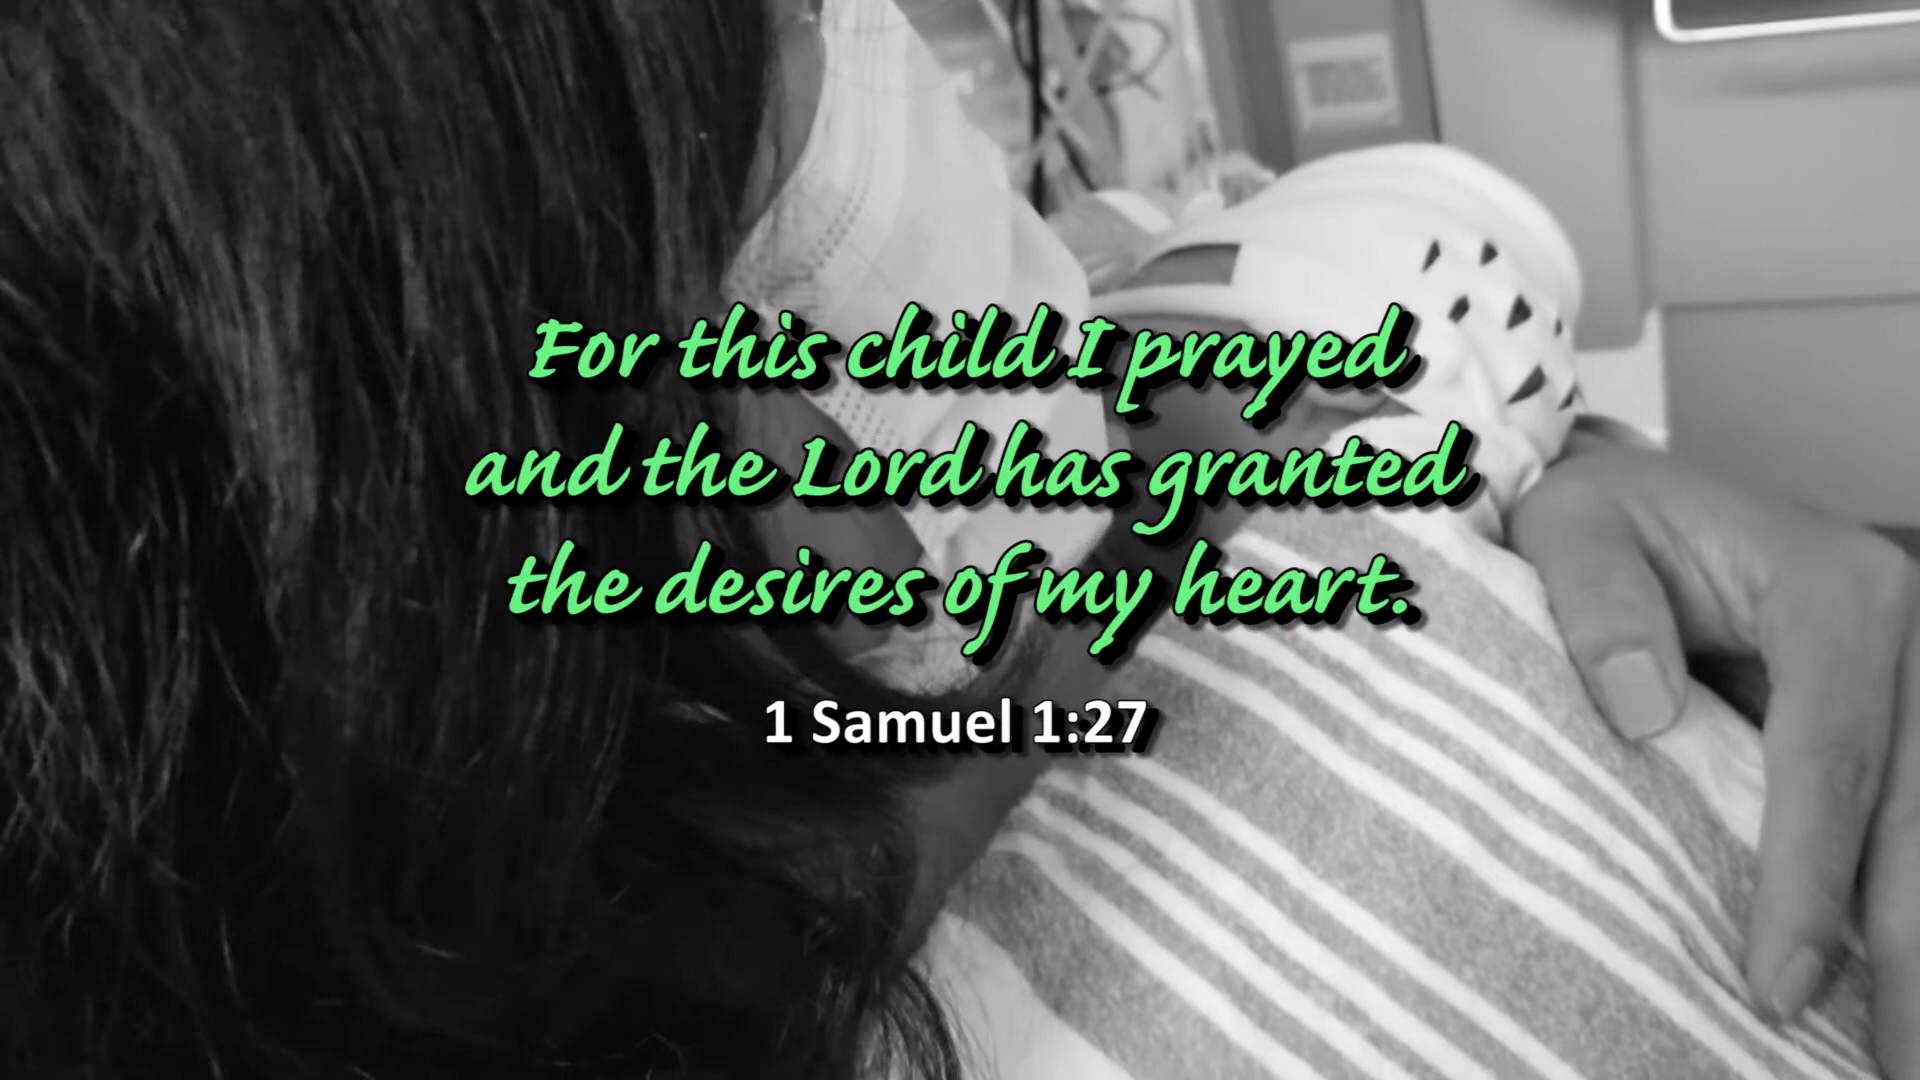 For this child I prayed
and the Lord has granted
the desires of my heart.
1 Samuel 1:27